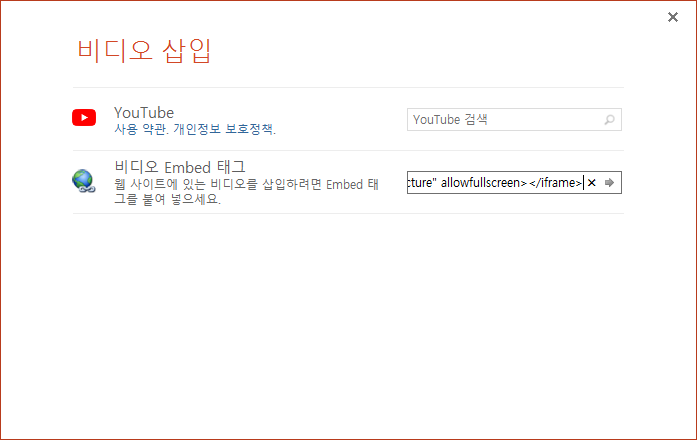 비디오 삽입
YouTube
사용 약관. 개인정보 보호정책.
YouTube 검색
비디오 Embed 태그
웹 사이트에 있는 비디오를 삽입하려면 Embed 태
그를 붙여 넣으세요.
cture" allowfullscreen></iframe>